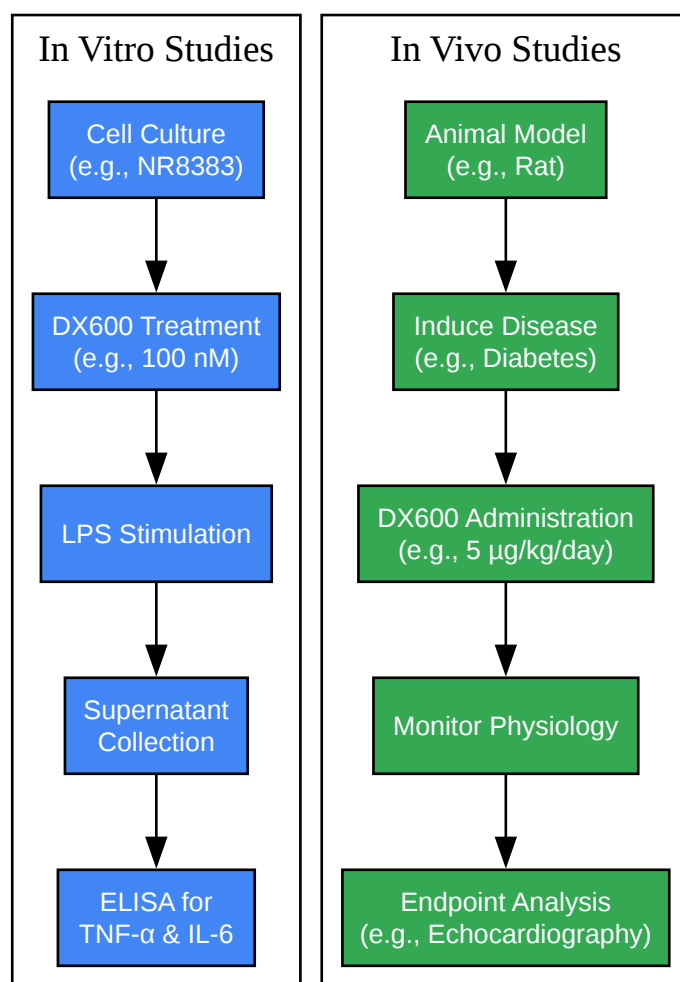 In Vitro Studies
Cell Culture
(e.g., NR8383)
DX600 Treatment
(e.g., 100 nM)
LPS Stimulation
Supernatant
Collection
ELISA for
TNF-α & IL-6
In Vivo Studies
Animal Model
(e.g., Rat)
Induce Disease
(e.g., Diabetes)
DX600 Administration
(e.g., 5 µg/kg/day)
Monitor Physiology
Endpoint Analysis
(e.g., Echocardiography)